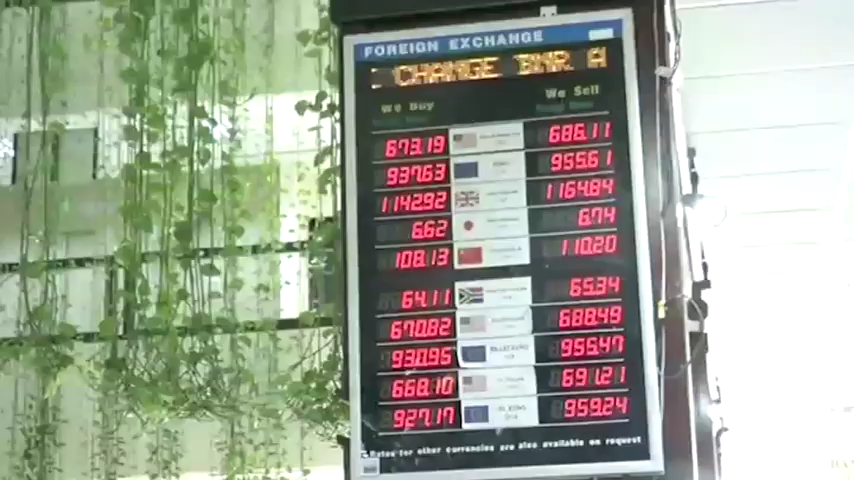 FOREIGN EXCHANGE
CHANGE BMR A
We Buy We Sell
673.19 686.11
937.63 955.61
1142.92 1164.84
6.62 6.74
108.13 110.20
64.11 65.34
670.82 688.49
930.95 955.47
668.10 691.21
927.17 959.24
Rates for other currencies are also available on request